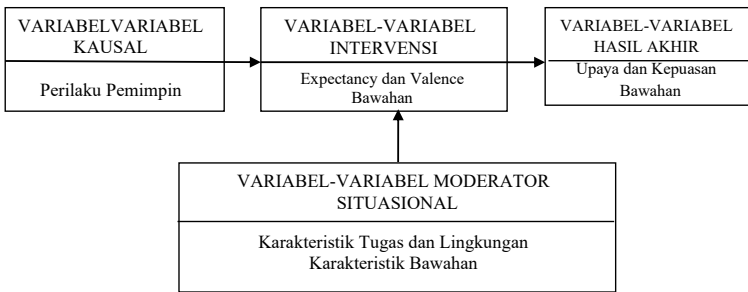 VARIABELVARIABEL
KAUSAL
Perilaku Pemimpin
VARIABEL-VARIABEL
INTERVENSI
Expectancy dan Valence
Bawahan
VARIABEL-VARIABEL
HASIL AKHIR
Upaya dan Kepuasan
Bawahan
VARIABEL-VARIABEL MODERATOR
SITUASIONAL
Karakteristik Tugas dan Lingkungan
Karakteristik Bawahan